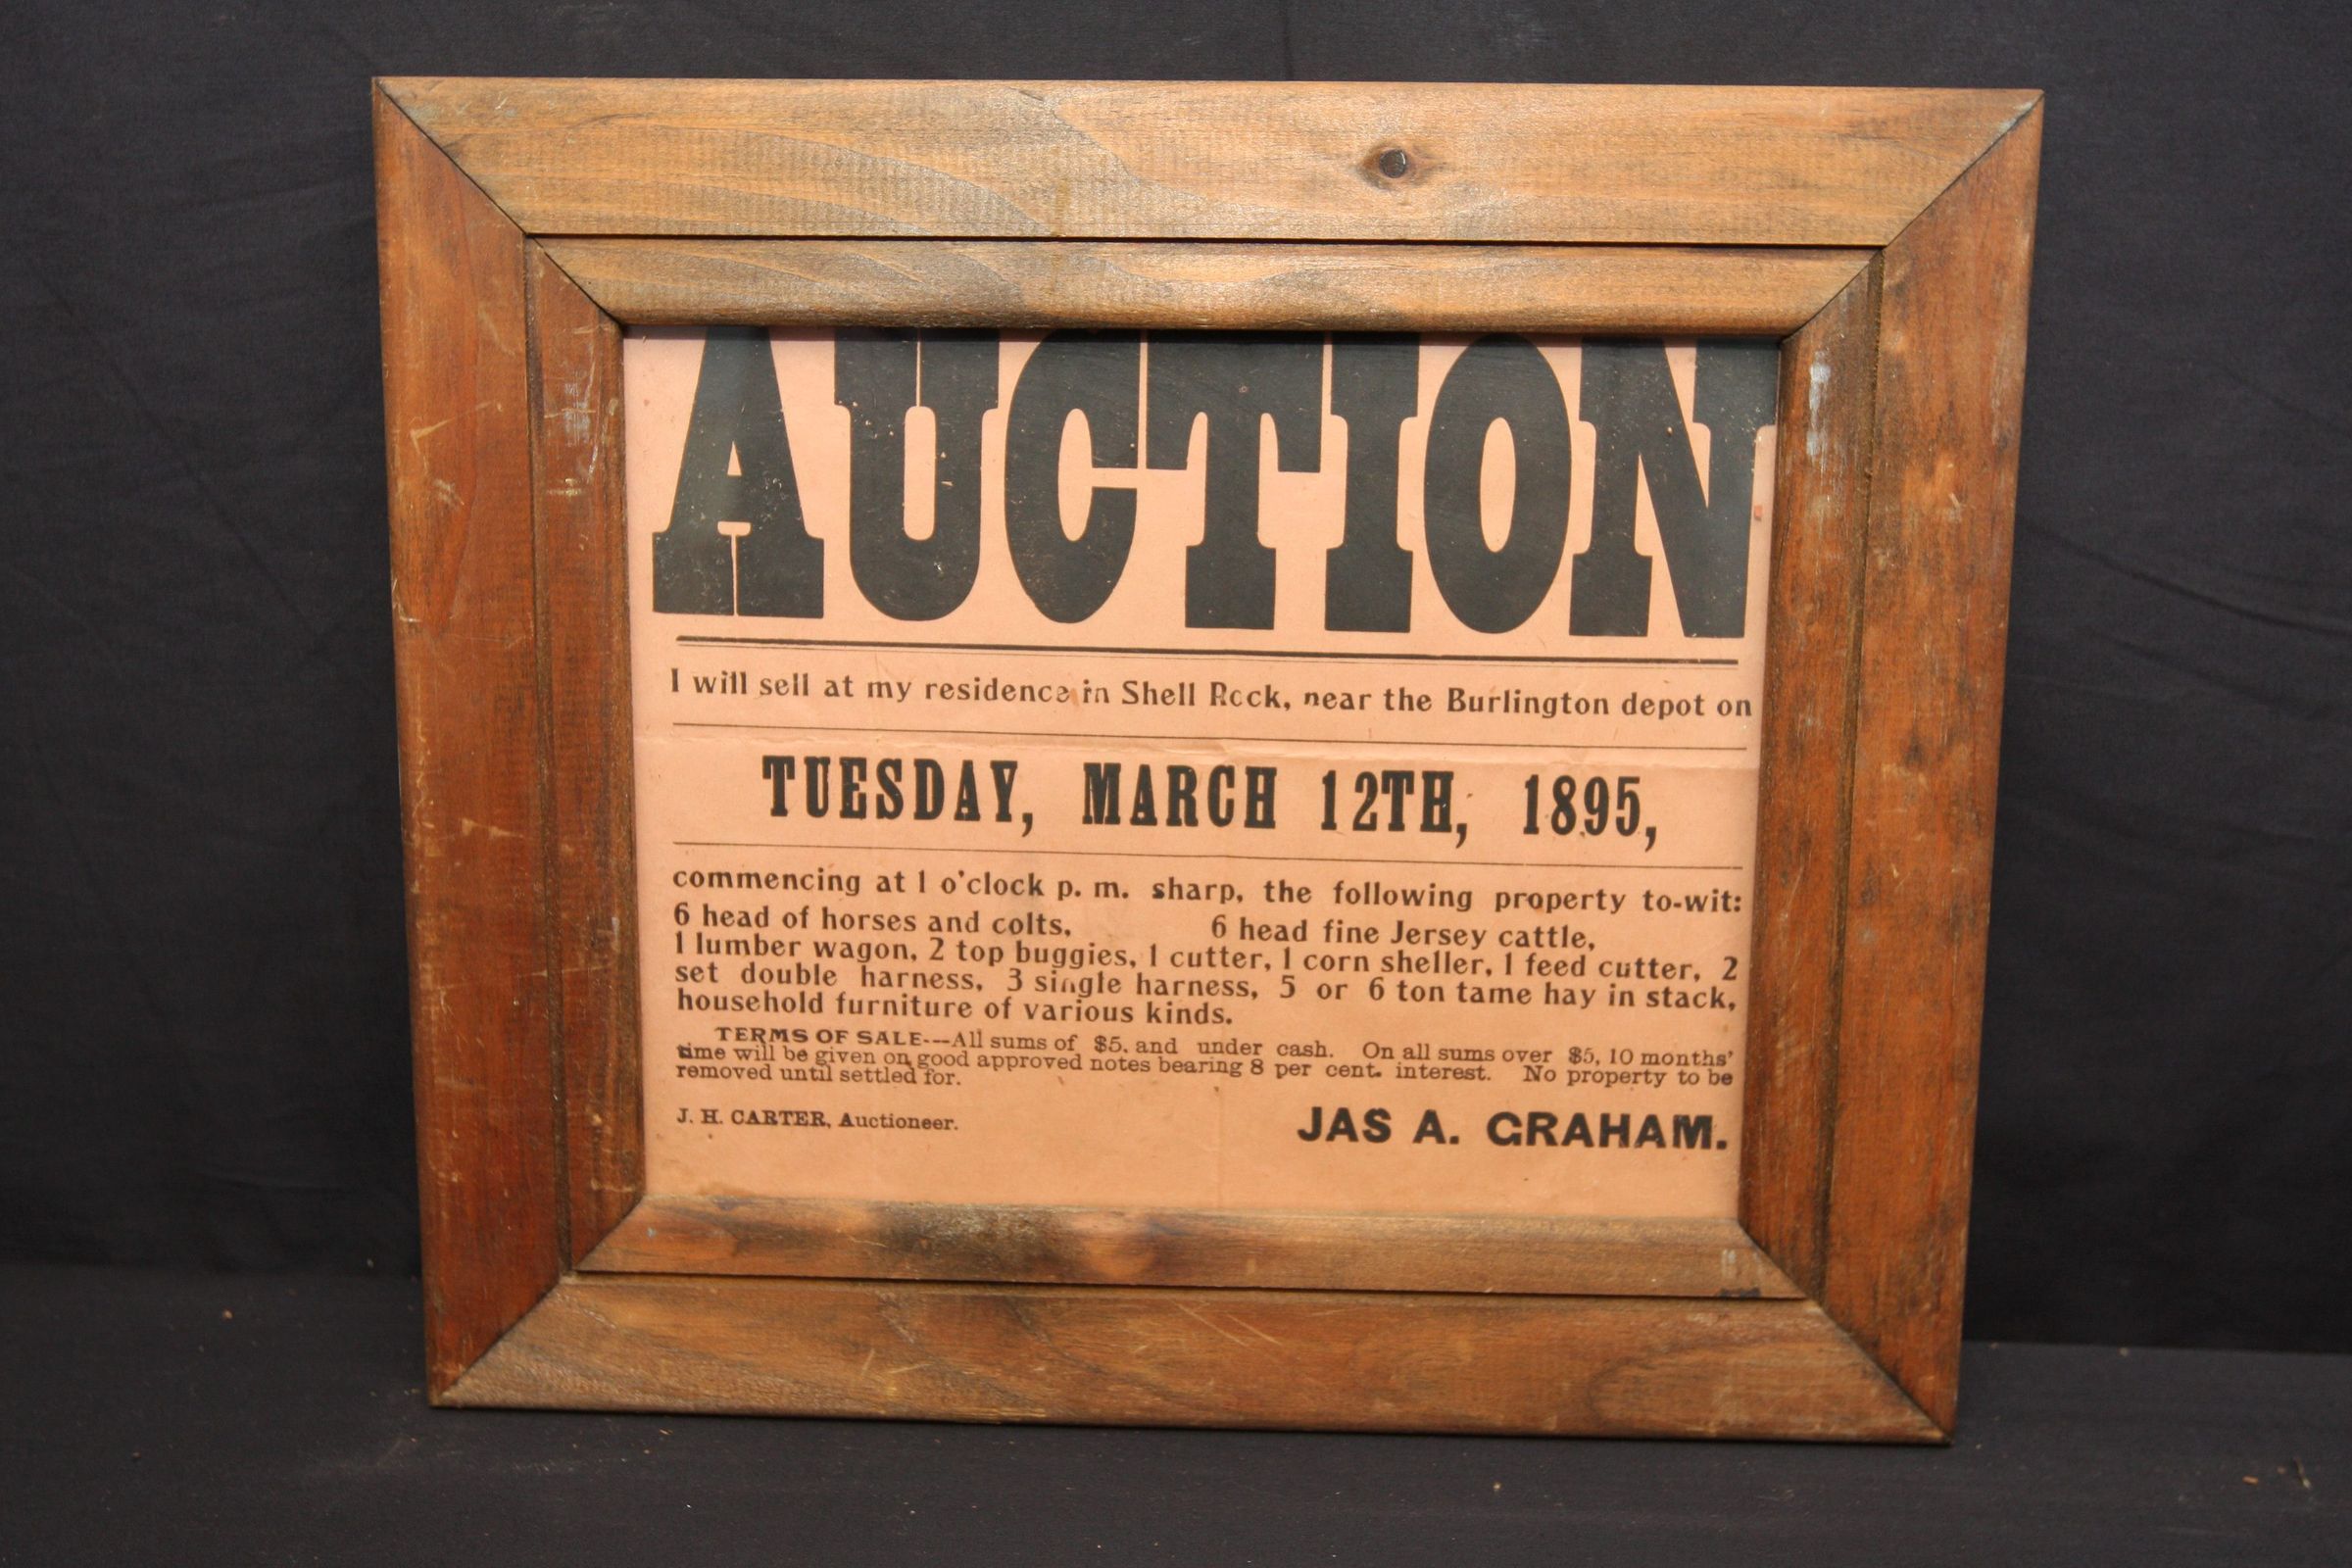 AUCTION
I will sell at my residence in Shell Rock, near the Burlington depot on
TUESDAY, MARCH 12TH, 1895,
commencing at 1 o'clock p. m. sharp, the following property to-wit:
6 head of horses and colts, 6 head fine Jersey cattle,
1 lumber wagon, 2 top buggies, 1 cutter, 1 corn sheller, 1 feed cutter, 2
set double harness, 3 single harness, 5 or 6 ton tame hay in stack,
household furniture of various kinds.
TERMS OF SALE---All sums of $5. and under cash. On all sums over $5, 10 months'
time will be given on good approved notes bearing 8 per cent. interest. No property to be
removed until settled for.
J. H. CARTER, Auctioneer. JAS A. GRAHAM.